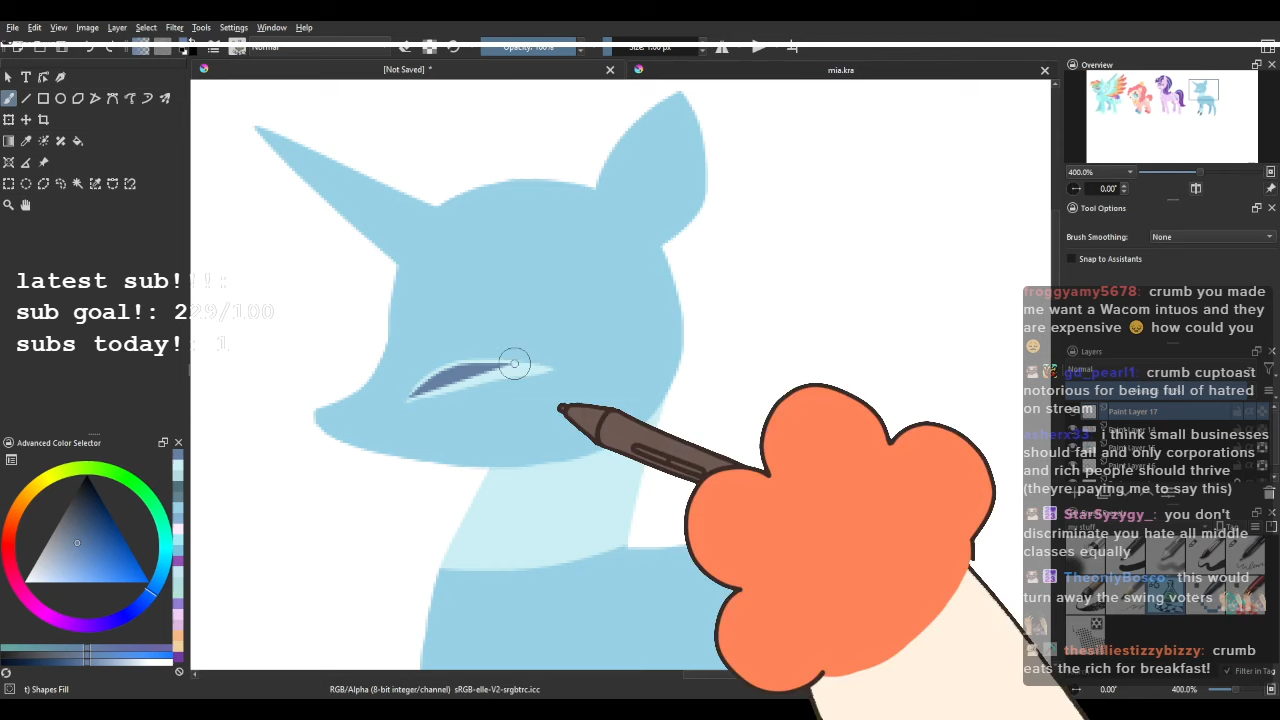 File Edit View Image Layer Select Filter Tools Settings Window Help
Normal Opacity: 100% Size: 1.00 px
[Not Saved] *
mia.kra
Overview
400.0%
0.00°
Tool Options
Brush Smoothing: None
Snap to Assistants
latest sub!!!:
sub goal!: 229/100
subs today!: 1
froggyamy5678: crumb you made
me want a Wacom intuos and they
are expensive 😞 how could you
😞
Layers
Normal
gd_pearl1: crumb cuptoast
notorious for being full of hatred
on stream
Paint Layer 17
asherx33: i think small businesses
should fail and only corporations
and rich people should thrive
(theyre paying me to say this)
StarSyzygy_: you don't
discriminate you hate all middle
classes equally
my stuff
Tag
TheonlyBosco: this would
turn away the swing voters
thesilliestizzybizzy: crumb
eats the rich for breakfast!
Filter in Tag
Advanced Color Selector
t) Shapes Fill
RGB/Alpha (8-bit integer/channel) sRGB-elle-V2-srgbtrc.icc
0.00°
400.0%